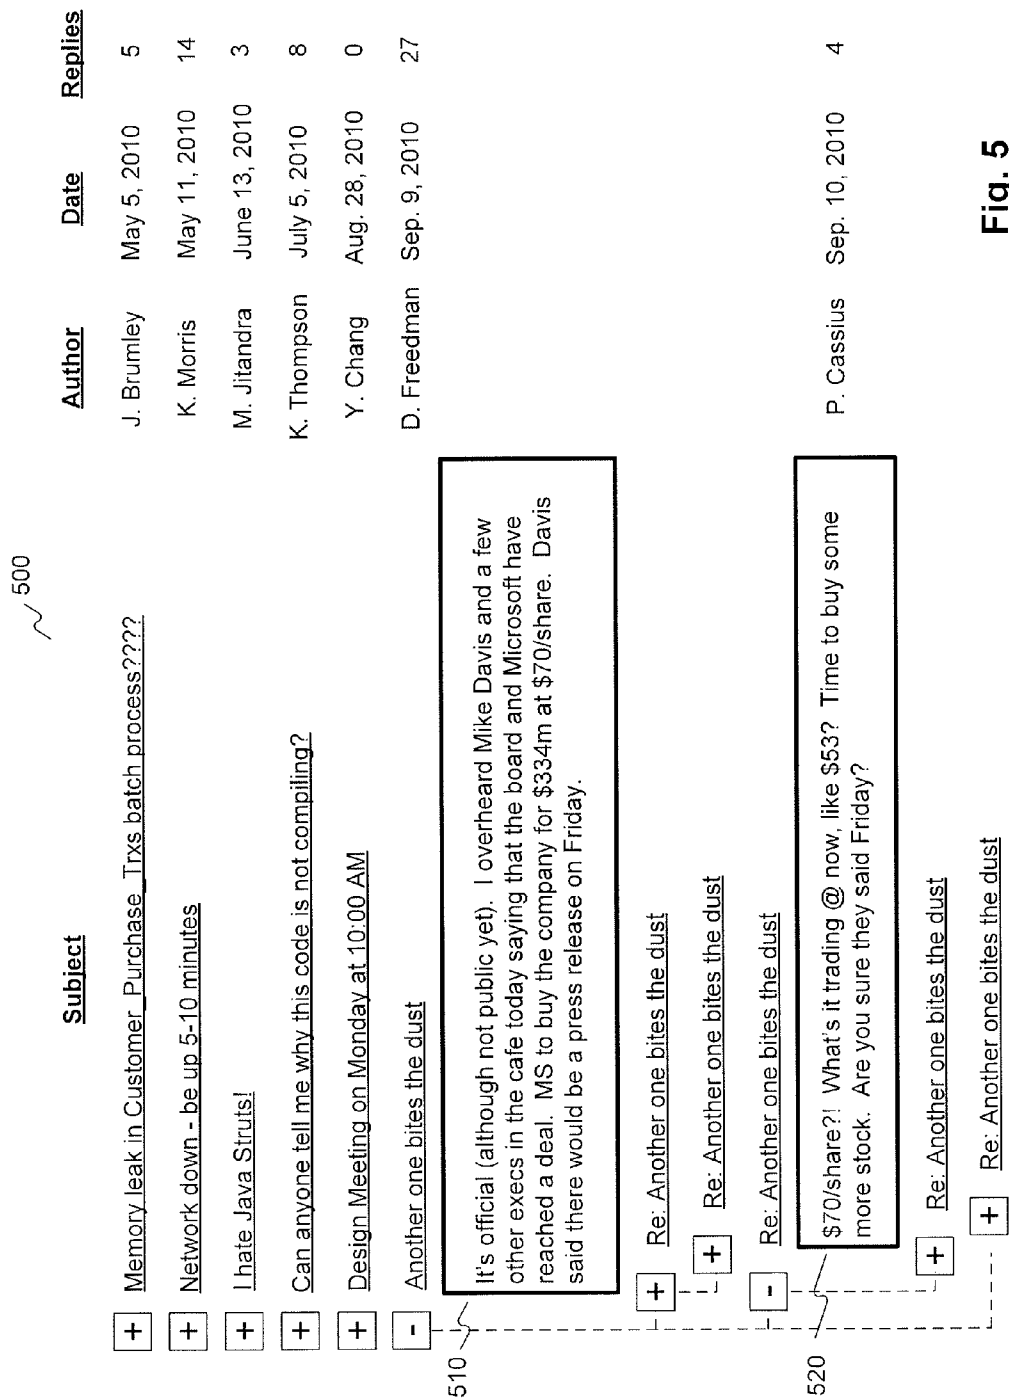 500
Subject Author Date Replies
+ Memory leak in Customer_Purchase_Trxs batch process???? J. Brumley May 5, 2010 5
+ Network down - be up 5-10 minutes K. Morris May 11, 2010 14
+ I hate Java Struts! M. Jitandra June 13, 2010 3
+ Can anyone tell me why this code is not compiling? K. Thompson July 5, 2010 8
+ Design Meeting on Monday at 10:00 AM Y. Chang Aug. 28, 2010 0
- Another one bites the dust D. Freedman Sep. 9, 2010 27
510
It's official (although not public yet). I overheard Mike Davis and a few
other execs in the cafe today saying that the board and Microsoft have
reached a deal. MS to buy the company for $334m at $70/share. Davis
said there would be a press release on Friday.
+ Re: Another one bites the dust
+ Re: Another one bites the dust
- Re: Another one bites the dust P. Cassius Sep. 10, 2010 4
520
$70/share?! What's it trading @ now, like $53? Time to buy some
more stock. Are you sure they said Friday?
+ Re: Another one bites the dust
+ Re: Another one bites the dust
Fig. 5